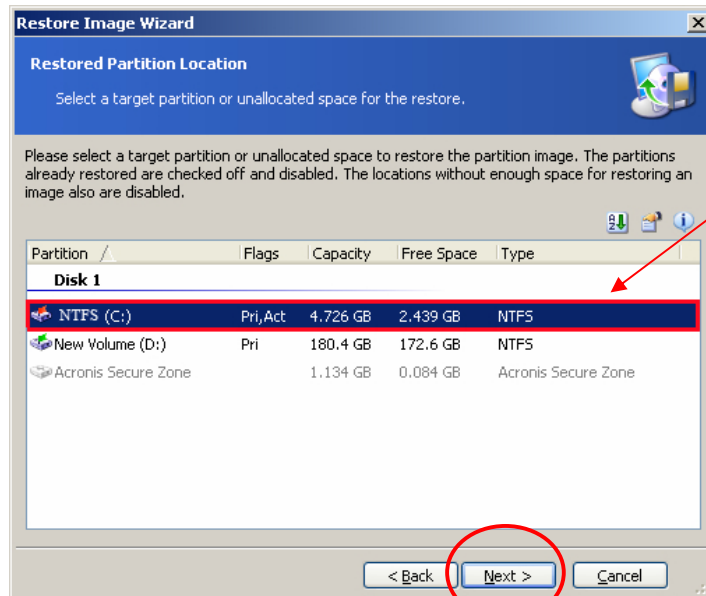 Restore Image Wizard
Restored Partition Location
Select a target partition or unallocated space for the restore.
Please select a target partition or unallocated space to restore the partition image. The partitions
already restored are checked off and disabled. The locations without enough space for restoring an
image also are disabled.
Partition Flags Capacity Free Space Type
Disk 1
NTFS (C:) Pri,Act 4.726 GB 2.439 GB NTFS
New Volume (D:) Pri 180.4 GB 172.6 GB NTFS
Acronis Secure Zone 1.134 GB 0.084 GB Acronis Secure Zone
< Back Next > Cancel